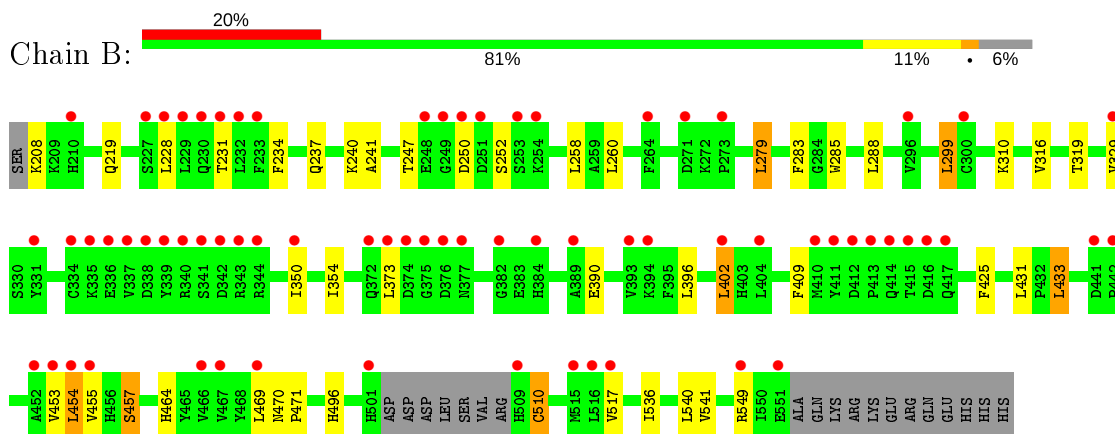 20%
Chain B:
81% 11% • 6%
SER K208 K209 H210 Q219 S227 L228 L229 Q230 T231 L232 F233 F234 Q237 K240 A241 T247 E248 G249 D250 D251 S252 S253 K254 L258 A259 L260 F264 D271 K272 P273 L279 F283 G284 W285 L288 V296 L299 C300 K310 V316 T319
S330 Y331 C334 K335 E336 V337 D338 Y339 R340 S341 D342 R343 R344 I350 I354 Q372 L373 D374 G375 D376 N377 G382 E383 H384 A389 E390 V393 K394 F395 L396 L402 H403 L404 F409 M410 Y411 D412 P413 Q414 T415 D416 Q417 F425 L431 P432 L433 D441
A452 V453 L454 V455 H456 S457 H464 Y465 V466 V467 Y468 L469 N470 P471 H496 H501 ASP ASP ASP LEU SER VAL ARG H509 C510 M515 L516 V517 I536 L540 V541 R549 I550 E551 ALA GLN LYS ARG LYS GLU ARG ARG GLN GLU HIS HIS HIS